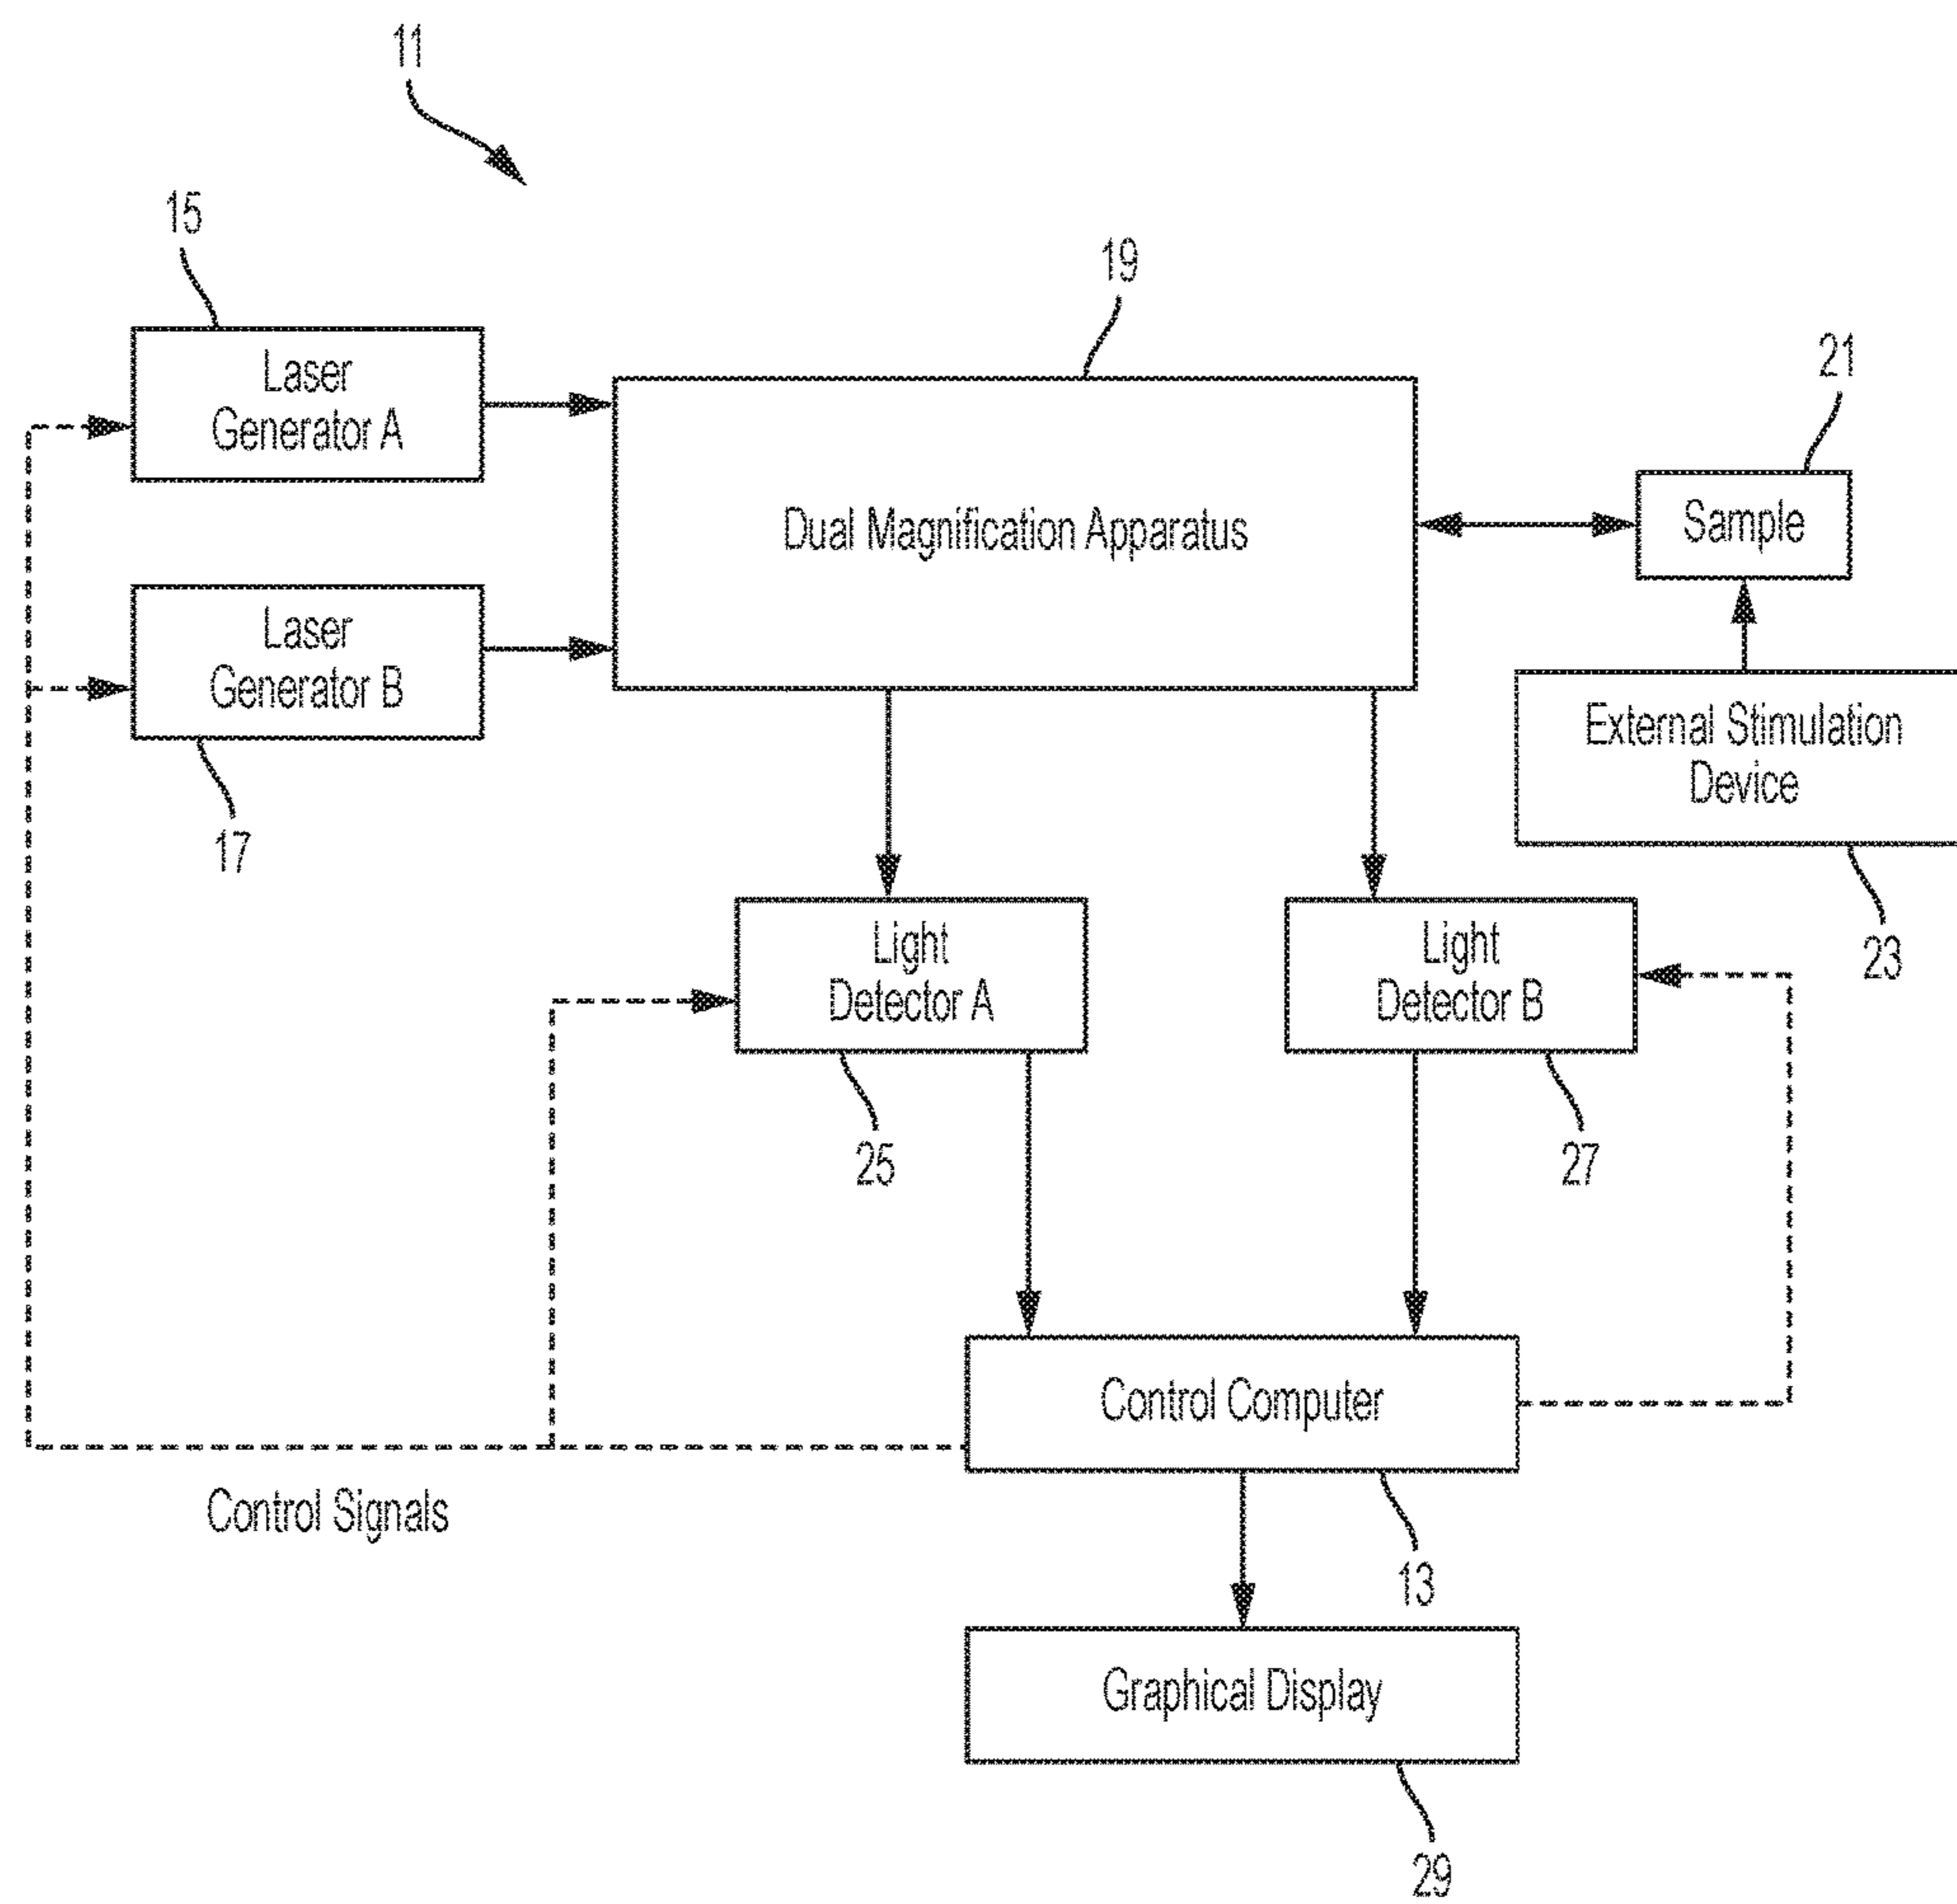 11
15
19
21
Laser
Generator A
Dual Magnification Apparatus
Sample
Laser
Generator B
17
External Stimulation
Device
23
Light
Detector A
Light
Detector B
25
27
Control Computer
Control Signals
13
Graphical Display
29